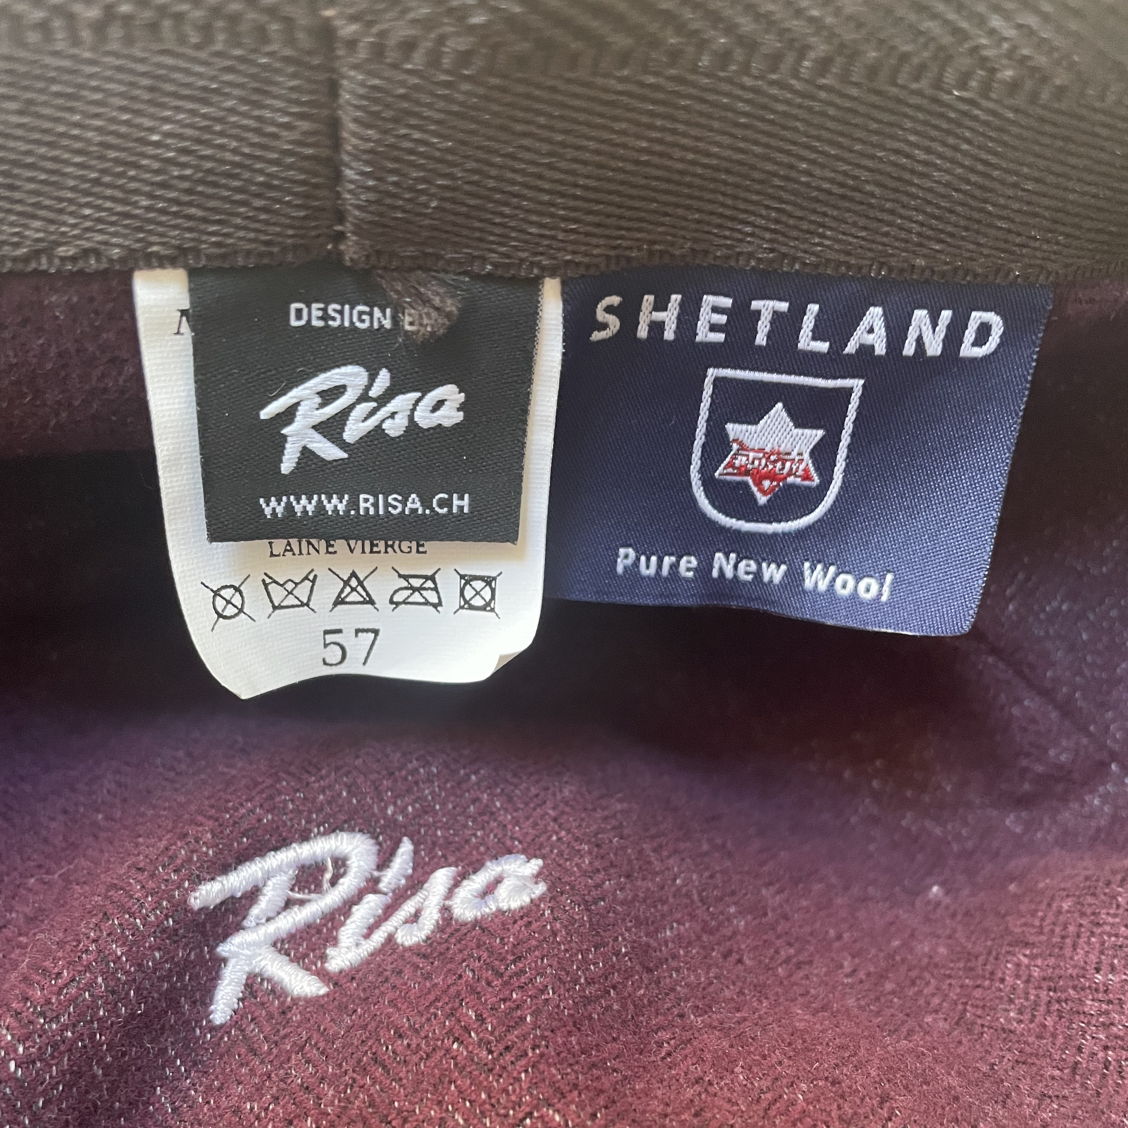 DESIGN BY
Risa
WWW.RISA.CH
LAINE VIERGE
57
SHETLAND
Pure New Wool
Risa